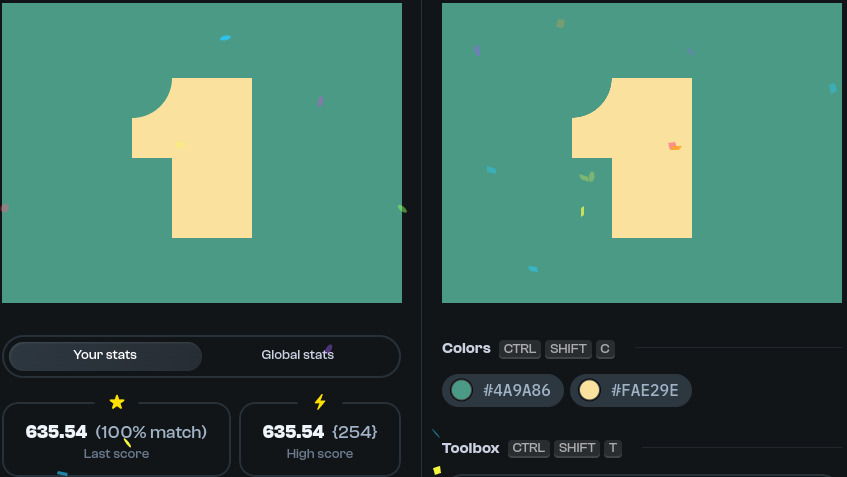 Your stats
Global stats
635.54 (100% match)
Last score
635.54 {254}
High score
Colors CTRL SHIFT C
#4A9A86 #FAE29E
Toolbox CTRL SHIFT T